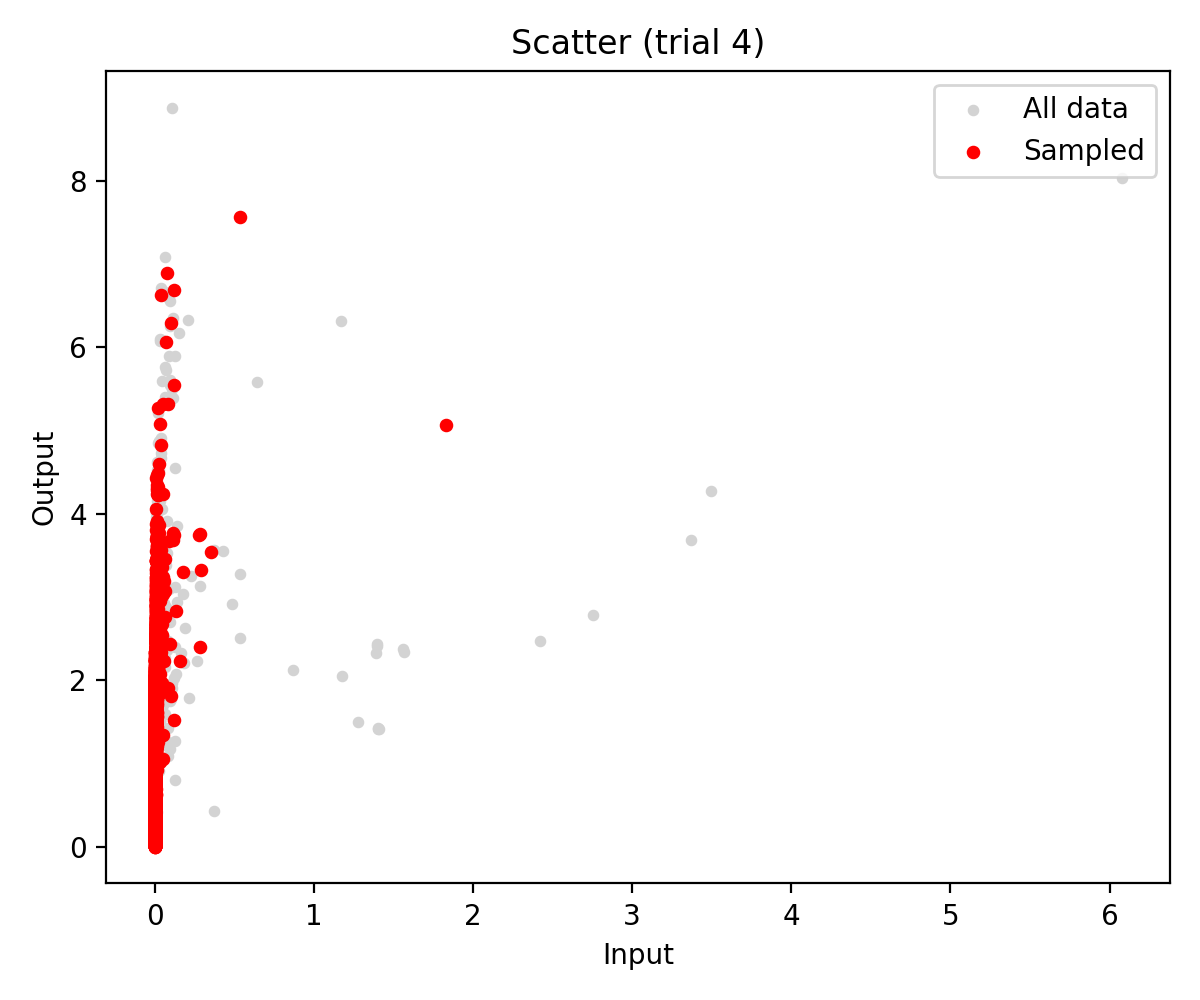 Scatter (trial 4)
All data
Sampled
8
6
4
2
0
Output
0 1 2 3 4 5 6
Input